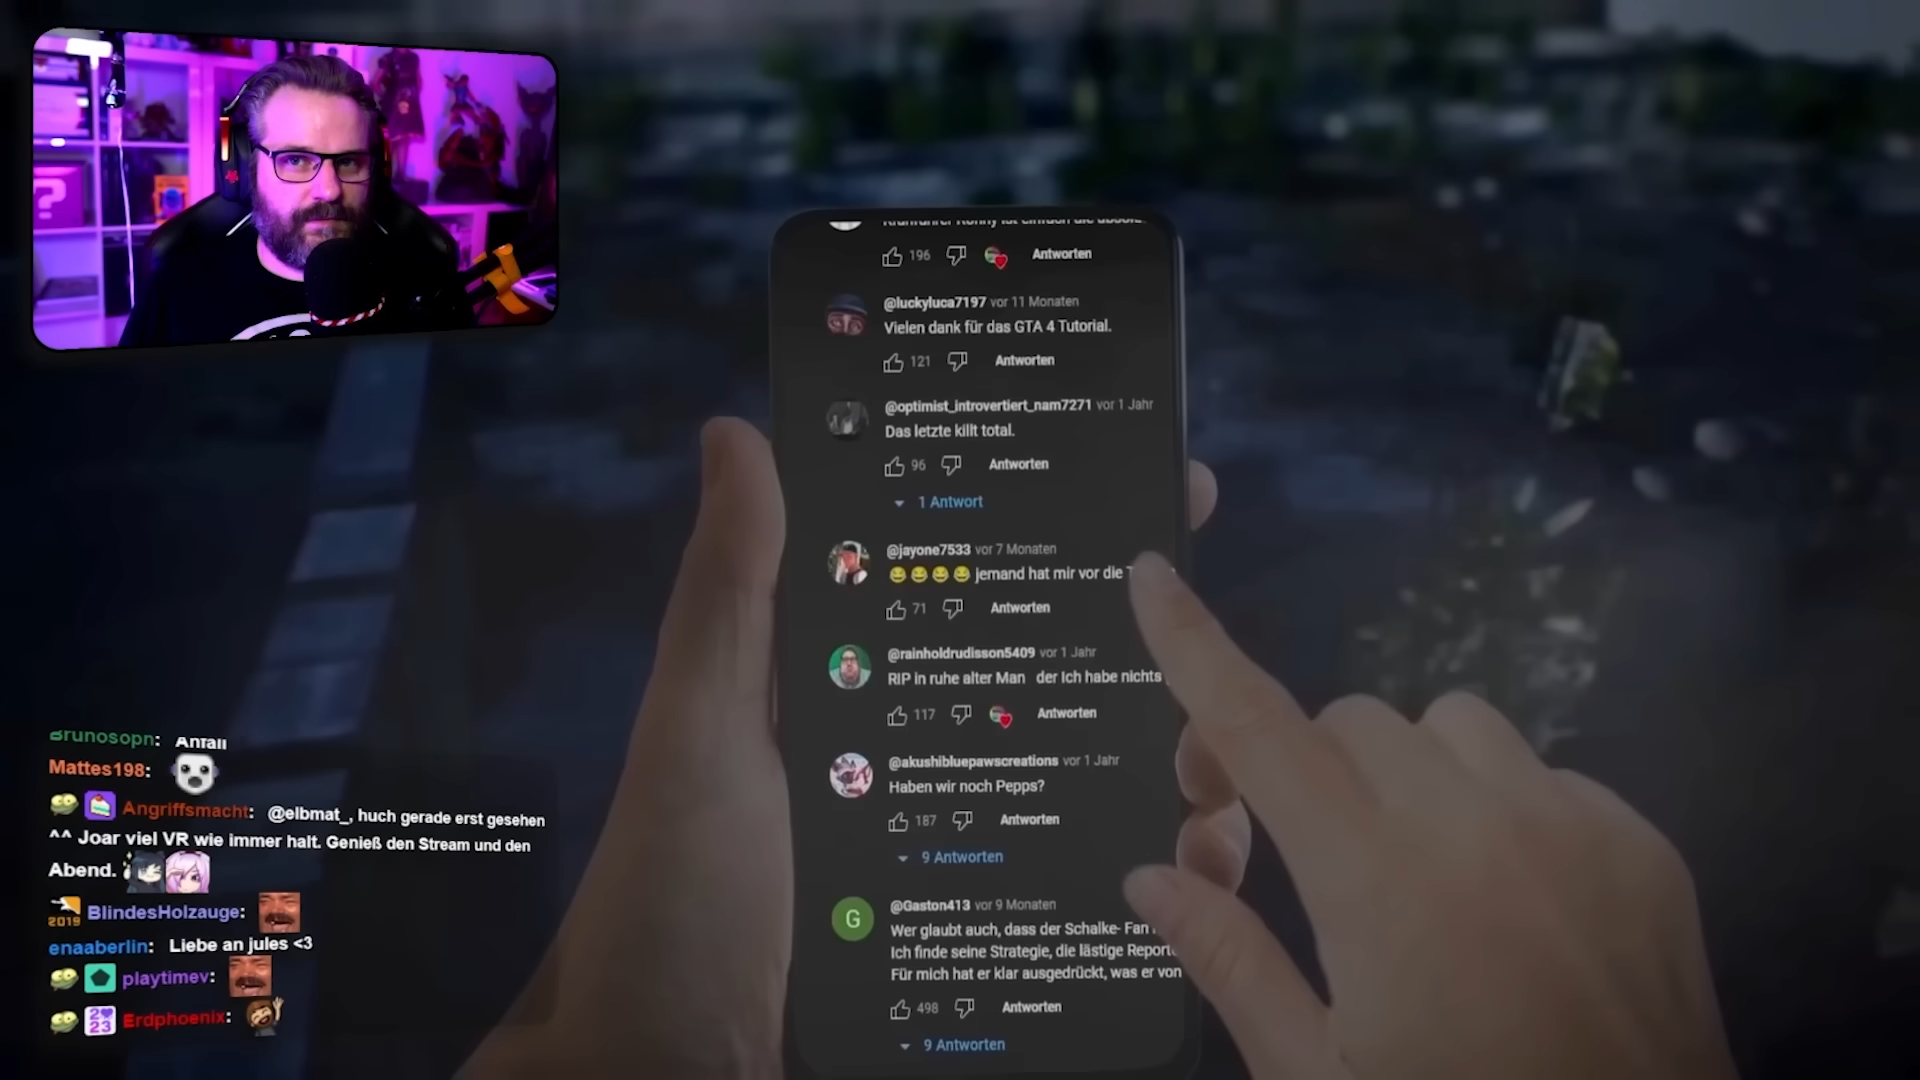 196 Antworten
@luckyluca7197 vor 11 Monaten
Vielen dank für das GTA 4 Tutorial.
121 Antworten
@optimist_introvertiert_nam7271 vor 1 Jahr
Das letzte killt total.
96 Antworten
1 Antwort
@jayone7533 vor 7 Monaten
😂😂😂😂 jemand hat mir vor die
71 Antworten
@rainholdrudisson5409 vor 1 Jahr
RIP in ruhe alter Man der Ich habe nichts
117 Antworten
@akushibluepawscreations vor 1 Jahr
Haben wir noch Pepps?
187 Antworten
9 Antworten
G
@Gaston413 vor 9 Monaten
Wer glaubt auch, dass der Schalke- Fan
Ich finde seine Strategie, die lästige
Für mich hat er klar ausgedrückt, was er von
498 Antworten
9 Antworten
Brunosopn: Anfall
Mattes198:
Angriffsmacht: @elbmat_, huch gerade erst gesehen
^^ Joar viel VR wie immer halt. Genieß den Stream und den
Abend.
2019 BlindesHolzauge:
enaaberlin: Liebe an jules <3
playtimev:
2023 Erdphoenix: